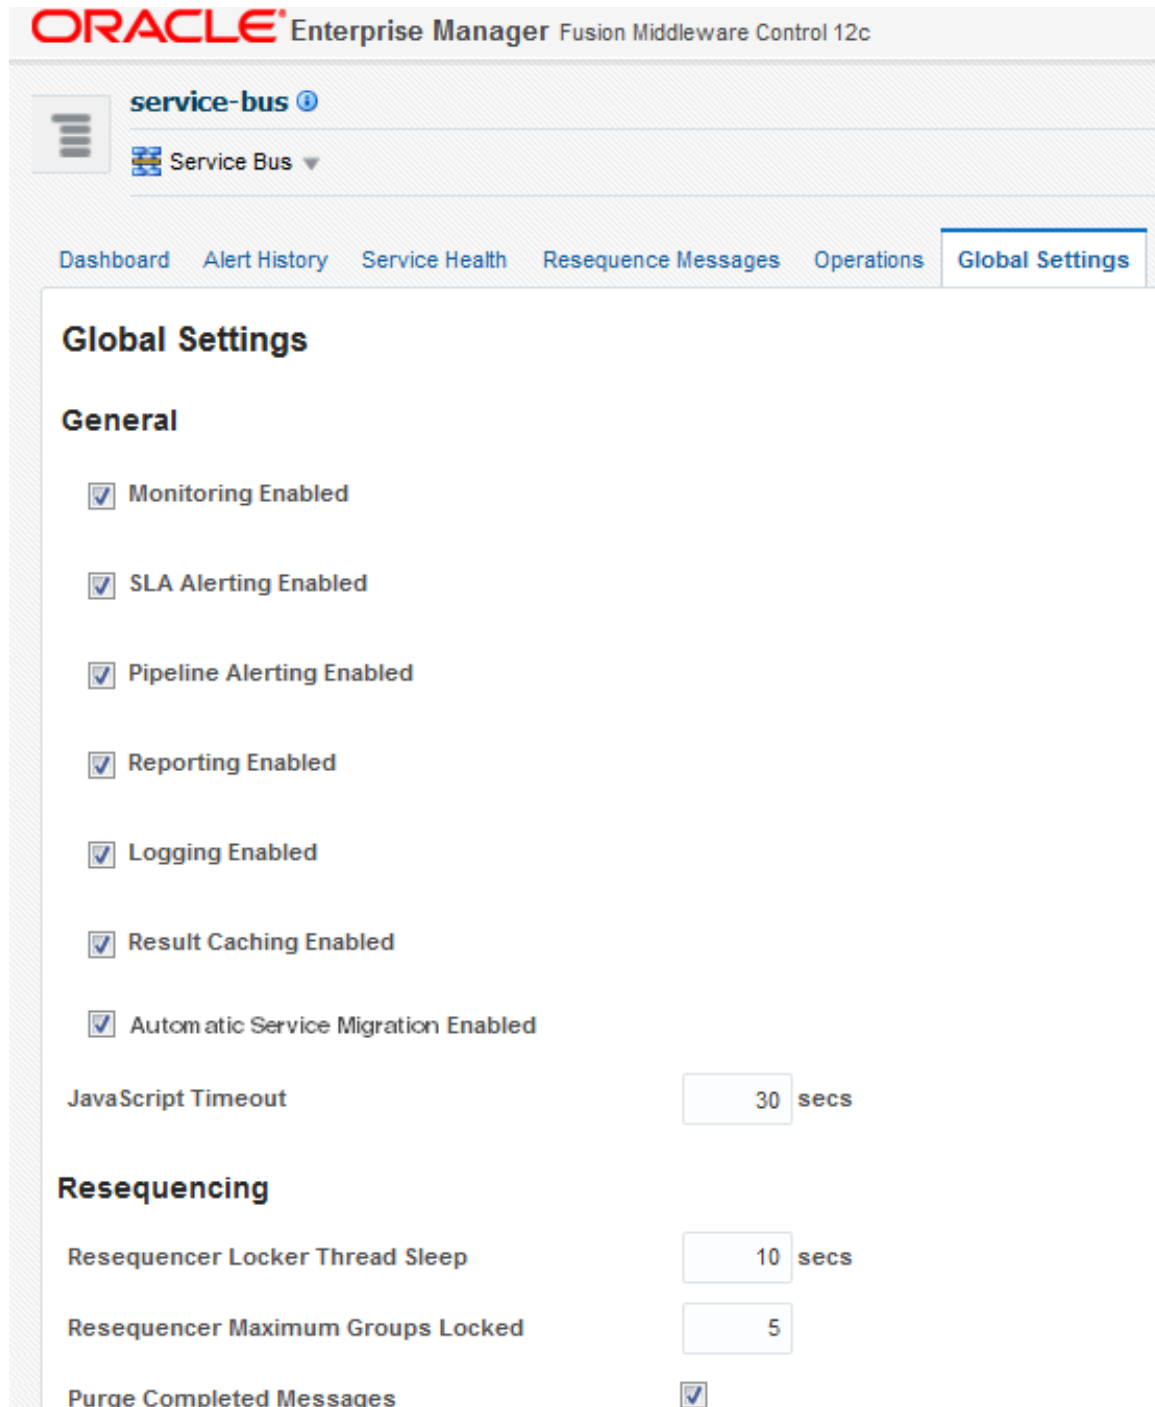 ORACLE Enterprise Manager Fusion Middleware Control 12c
service-bus
Service Bus
Dashboard Alert History Service Health Resequence Messages Operations Global Settings
Global Settings
General
Monitoring Enabled
SLA Alerting Enabled
Pipeline Alerting Enabled
Reporting Enabled
Logging Enabled
Result Caching Enabled
Automatic Service Migration Enabled
JavaScript Timeout 30 secs
Resequencing
Resequencer Locker Thread Sleep 10 secs
Resequencer Maximum Groups Locked 5
Purge Completed Messages